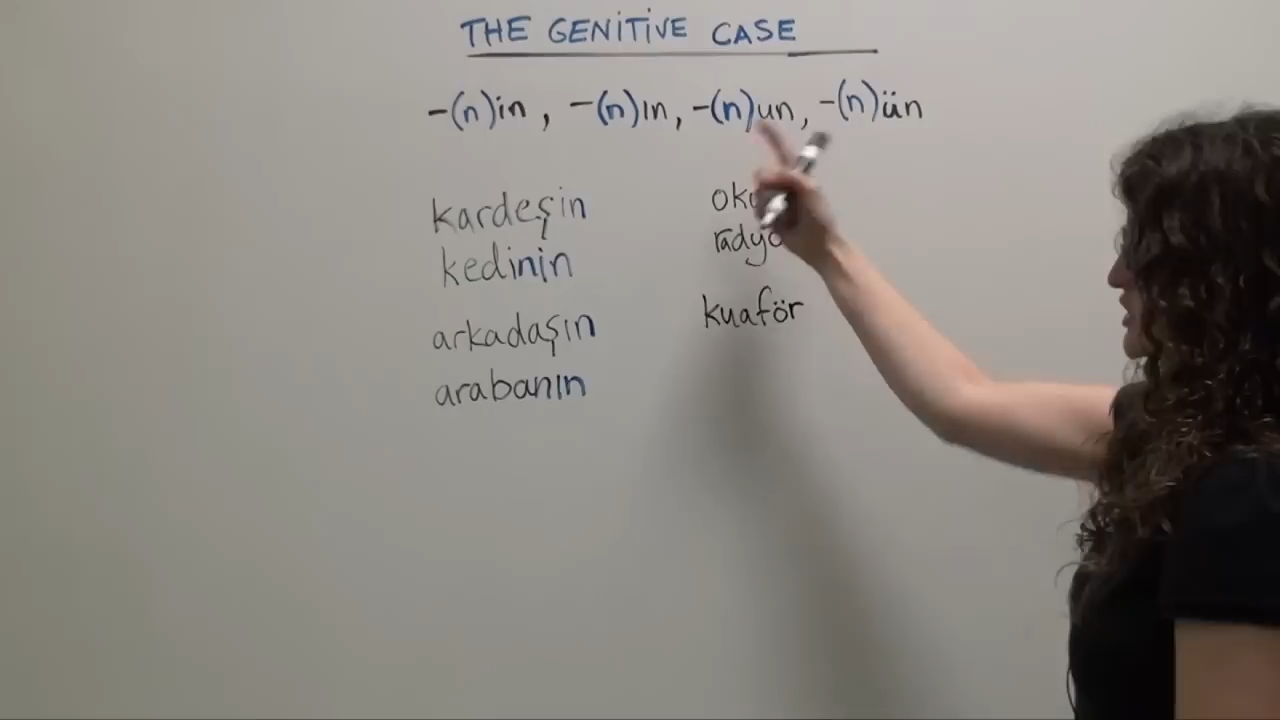 THE GENITIVE CASE
-(n)in, -(n)ın, -(n)un, -(n)ün
kardeşin
kedinin
arkadaşın
arabanın
kuaför